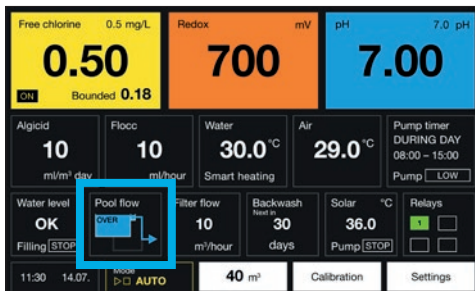 Free chlorine 0.5 mg/L
0.50
ON Bounded 0.18
Redox mV
700
pH 7.0 pH
7.00
Algicid
10
ml/m³ day
Flocc
10
ml/hour
Water
30.0°C
Smart heating
Air
29.0°C
Pump timer
DURING DAY
08:00 – 15:00
Pump LOW
Water level
OK
Filling STOP
Pool flow
OVER
Filter flow
10
m³/hour
Backwash
Next in
30
days
Solar °C
36.0
Pump STOP
Relays
1
11:30 14.07.
Mode
AUTO
40 m³
Calibration
Settings